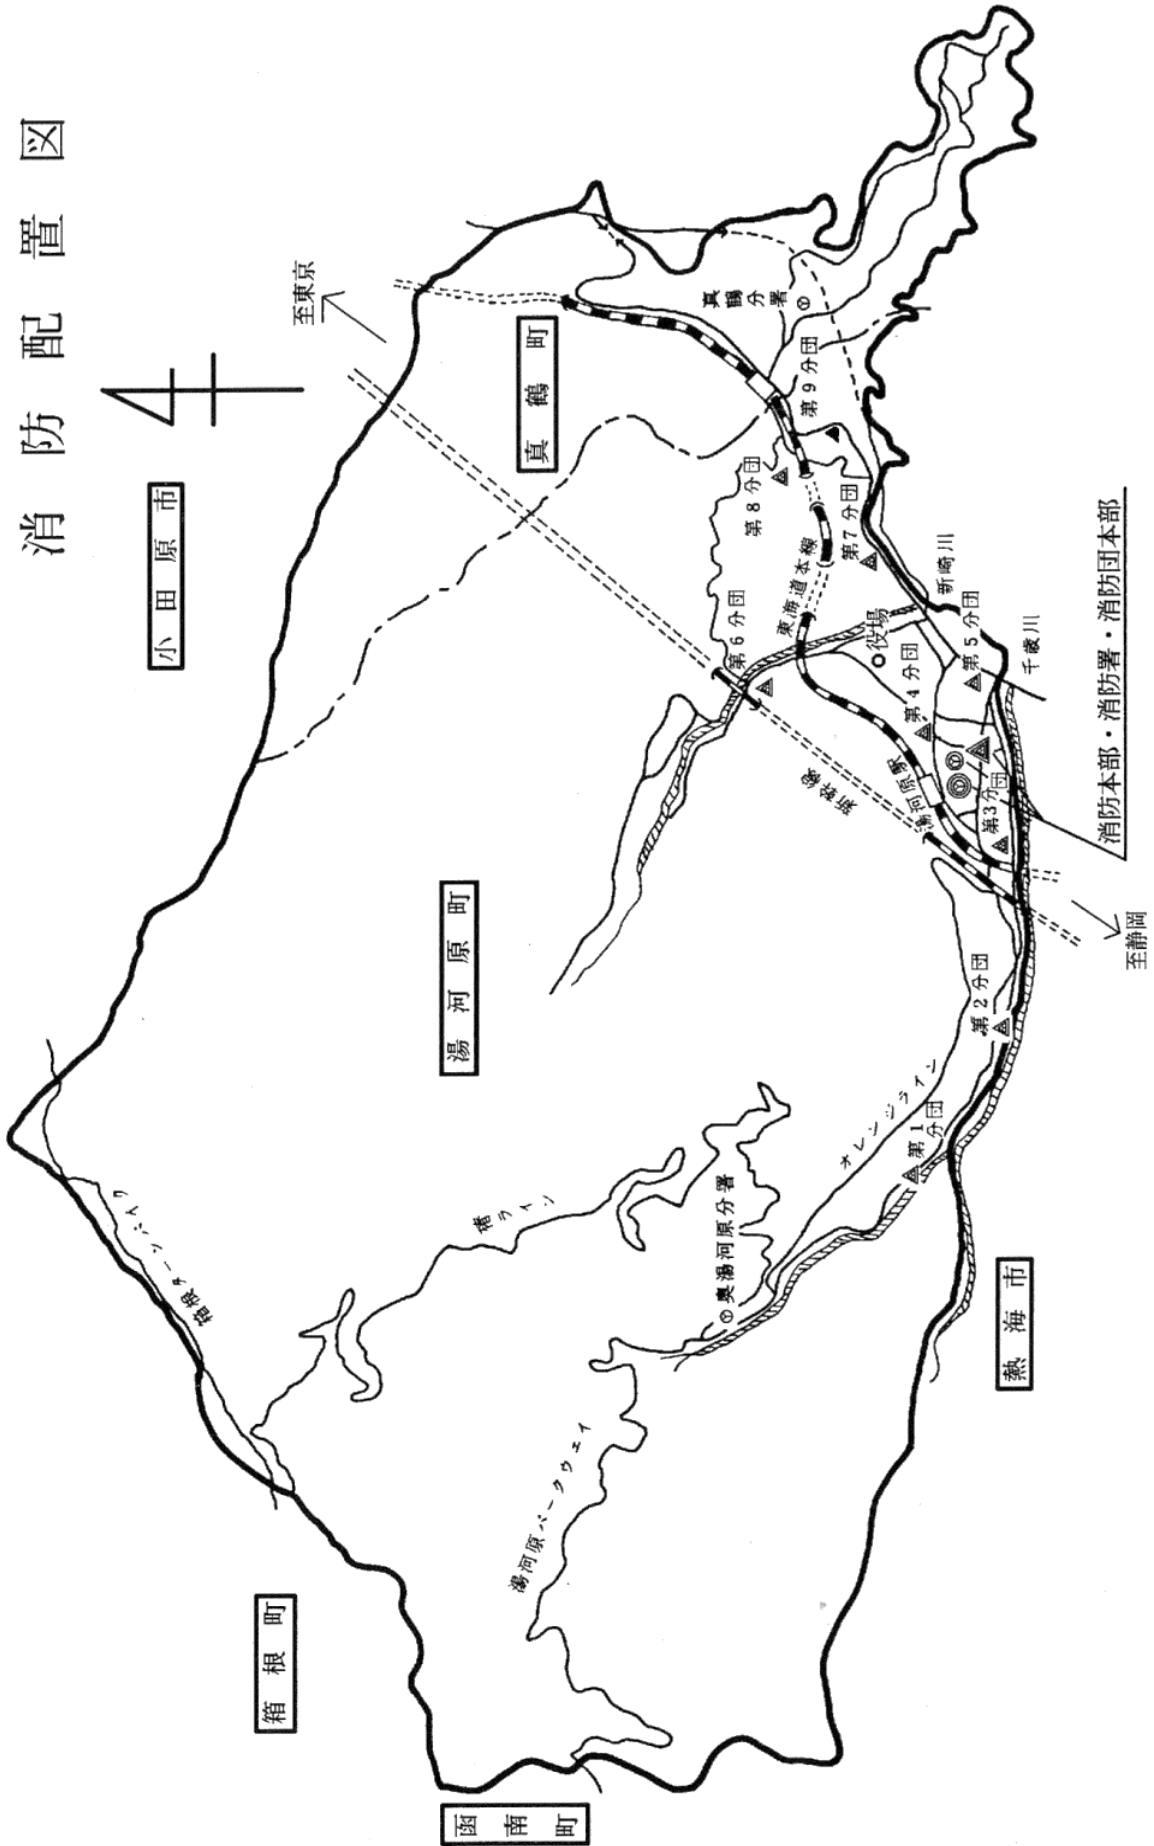 消防配置図
小田原市
至東京
真鶴町
真鶴
分署
第9分団
第8分団
第7分団
東海道本線
第6分団
新崎川
役場
第5分団
第4分団
千歳川
新幹線
湯河原駅
第3分団
消防本部・消防署・消防団本部
至静岡
湯河原町
第2分団
オレンジライン
第1
分団
奥湯河原分署
椿ライン
箱根ターンパイク
熱海市
湯河原パークウェイ
箱根町
函南町